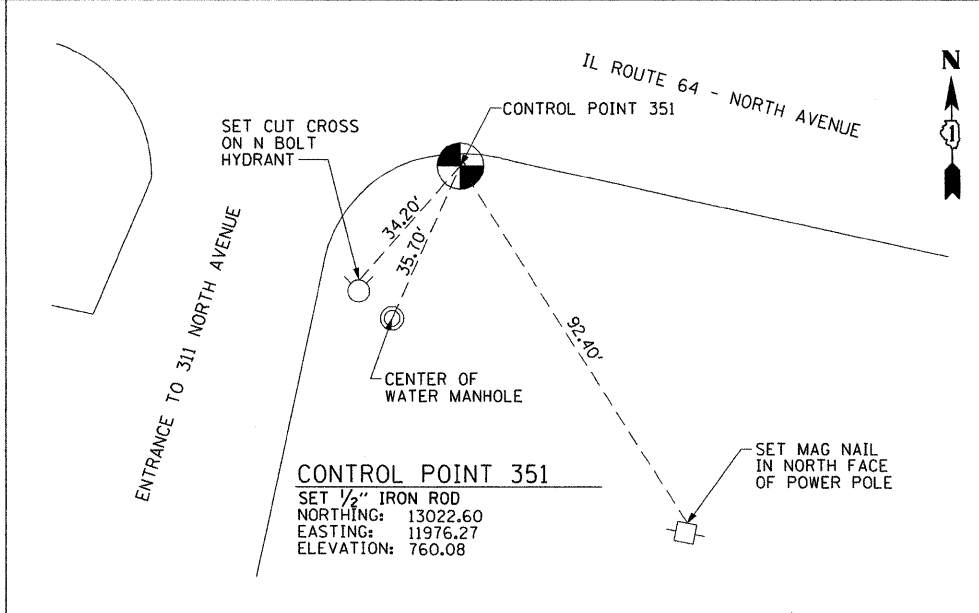 IL ROUTE 64 - NORTH AVENUE
N
1
CONTROL POINT 351
SET CUT CROSS
ON N BOLT
HYDRANT
34.20'
35.70'
92.40'
ENTRANCE TO 311 NORTH AVENUE
CENTER OF
WATER MANHOLE
SET MAG NAIL
IN NORTH FACE
OF POWER POLE
CONTROL POINT 351
SET 1/2" IRON ROD
NORTHING: 13022.60
EASTING: 11976.27
ELEVATION: 760.08